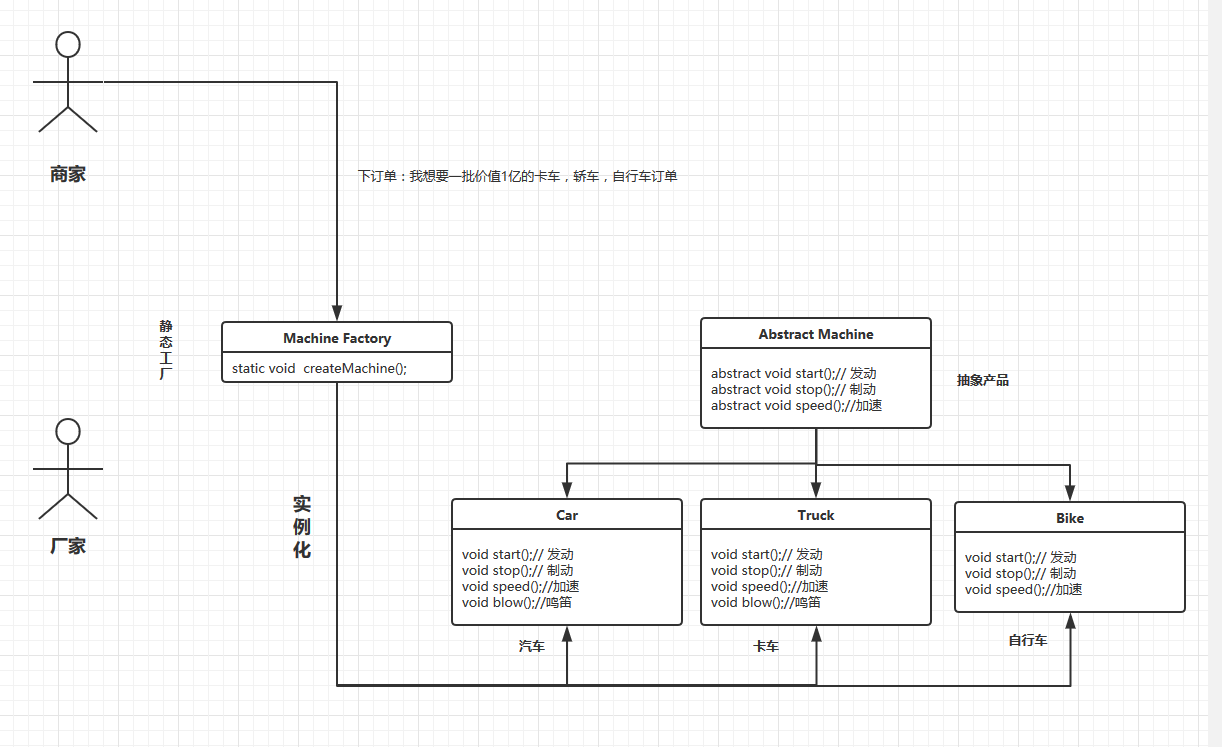 商家
下订单：我想要一批价值1亿的卡车，轿车，自行车订单
静
态
工
厂
Machine Factory
static void  createMachine();
Abstract Machine
abstract void start();// 发动
abstract void stop();// 制动
abstract void speed();//加速
抽象产品
厂家
实
例
化
Car
void start();// 发动
void stop();// 制动
void speed();//加速
void blow();//鸣笛
汽车
Truck
void start();// 发动
void stop();// 制动
void speed();//加速
void blow();//鸣笛
卡车
Bike
void start();// 发动
void stop();// 制动
void speed();//加速
自行车